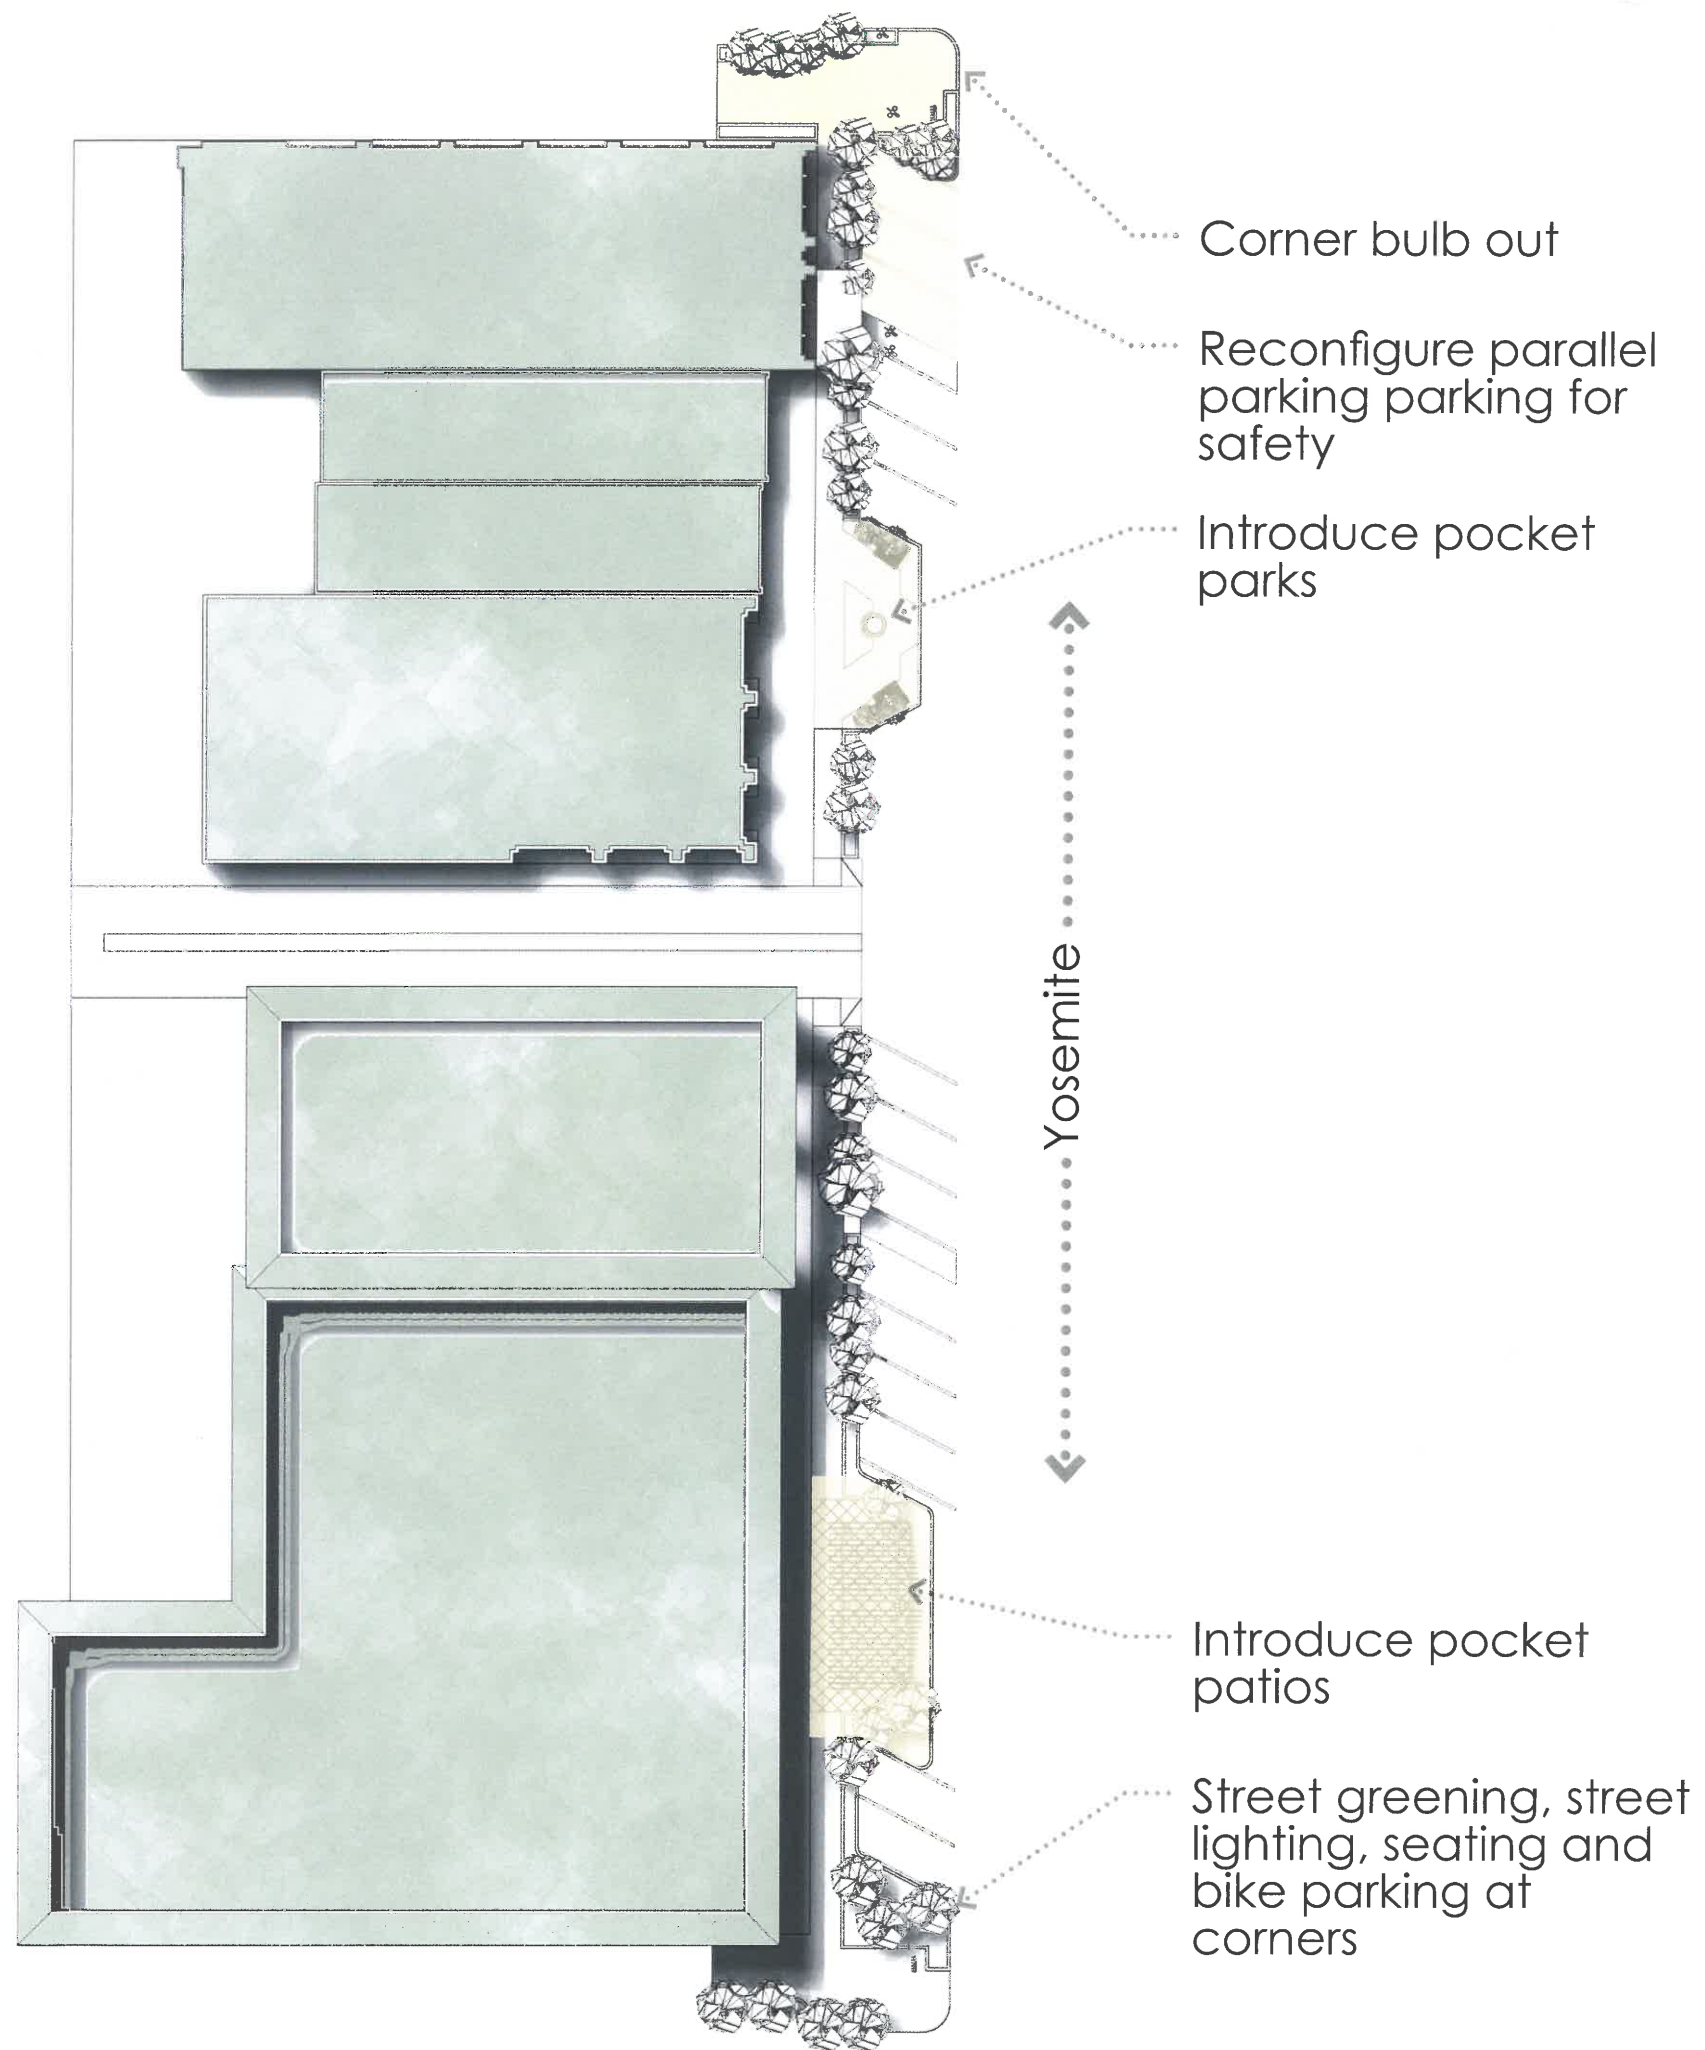 Corner bulb out
Reconfigure parallel
parking parking for
safety
Introduce pocket
parks
Yosemite
Introduce pocket
patios
Street greening, street
lighting, seating and
bike parking at
corners